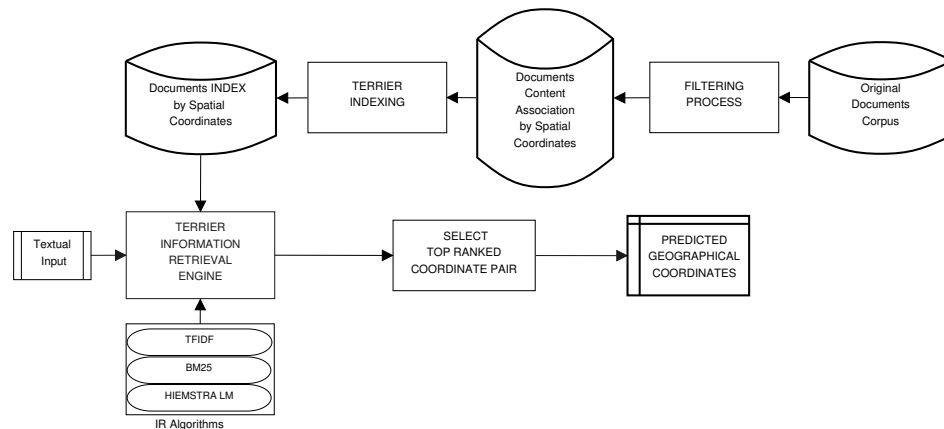 Documents INDEX
by Spatial
Coordinates
TERRIER
INDEXING
Documents
Content
Association
by Spatial
Coordinates
FILTERING
PROCESS
Original
Documents
Corpus
Textual
Input
TERRIER
INFORMATION
RETRIEVAL
ENGINE
SELECT
TOP RANKED
COORDINATE PAIR
PREDICTED
GEOGRAPHICAL
COORDINATES
TFIDF
BM25
HIEMSTRA LM
IR Algorithms